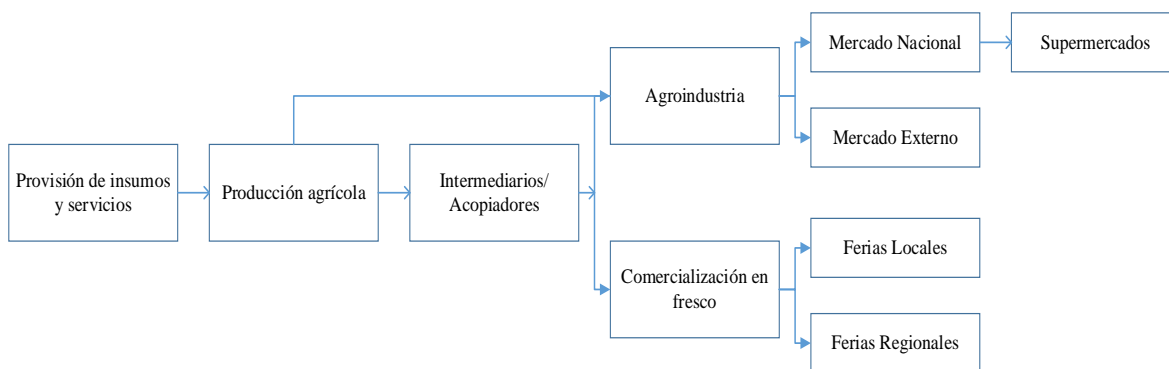 Provisión de insumos
y servicios
Producción agrícola
Intermediarios/
Acopiadores
Agroindustria
Mercado Nacional
Supermercados
Mercado Externo
Comercialización en
fresco
Ferias Locales
Ferias Regionales